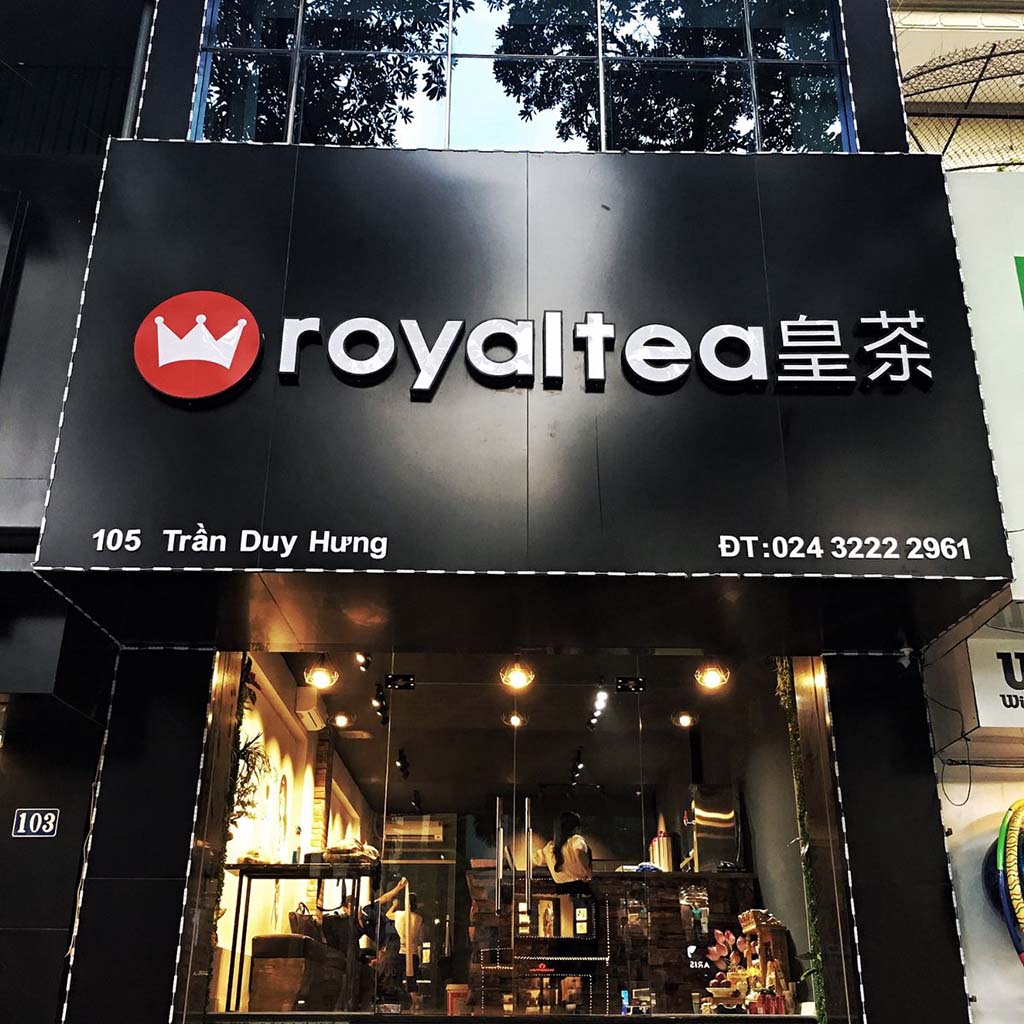 royaltea皇茶
105 Trần Duy Hưng
ĐT:024 3222 2961
103
ARIS